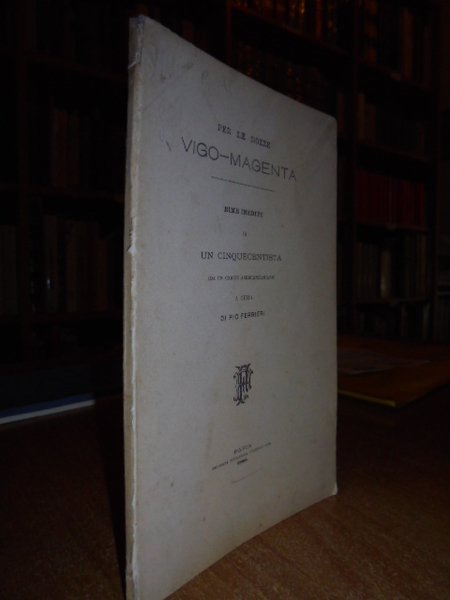 PER LE NOZZE
VIGO—MAGENTA
RIME INEDITE
DI
UN CINQUECENTISTA
A CURA
DI PIO FERRIERI